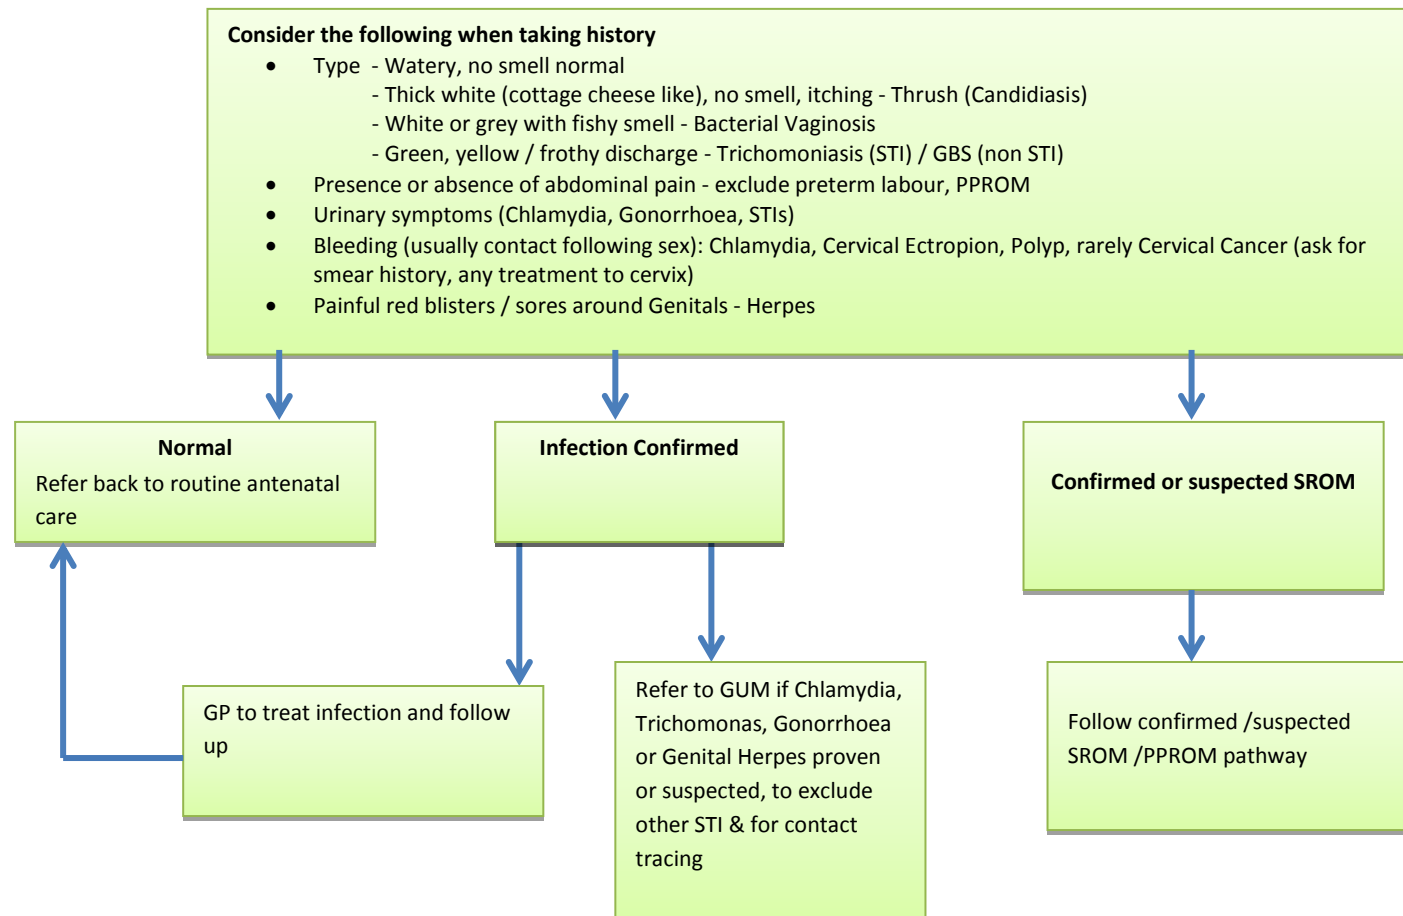 Consider the following when taking history
• Type - Watery, no smell normal
- Thick white (cottage cheese like), no smell, itching - Thrush (Candidiasis)
- White or grey with fishy smell - Bacterial Vaginosis
- Green, yellow / frothy discharge - Trichomoniasis (STI) / GBS (non STI)
• Presence or absence of abdominal pain - exclude preterm labour, PPROM
• Urinary symptoms (Chlamydia, Gonorrhoea, STIs)
• Bleeding (usually contact following sex): Chlamydia, Cervical Ectropion, Polyp, rarely Cervical Cancer (ask for
smear history, any treatment to cervix)
• Painful red blisters / sores around Genitals - Herpes
Normal
Refer back to routine antenatal
care
Infection Confirmed
Confirmed or suspected SROM
GP to treat infection and follow
up
Refer to GUM if Chlamydia,
Trichomonas, Gonorrhoea
or Genital Herpes proven
or suspected, to exclude
other STI & for contact
tracing
Follow confirmed /suspected
SROM /PPROM pathway